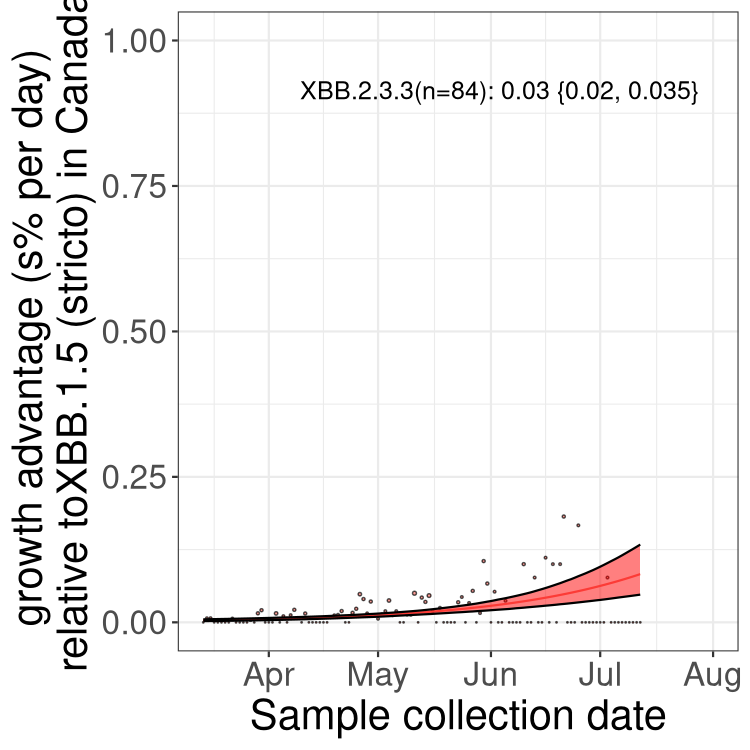 growth advantage (s% per day)
relative toXBB.1.5 (stricto) in Canada
1.00
0.75
0.50
0.25
0.00
XBB.2.3.3(n=84): 0.03 {0.02, 0.035}
Apr May Jun Jul Aug
Sample collection date